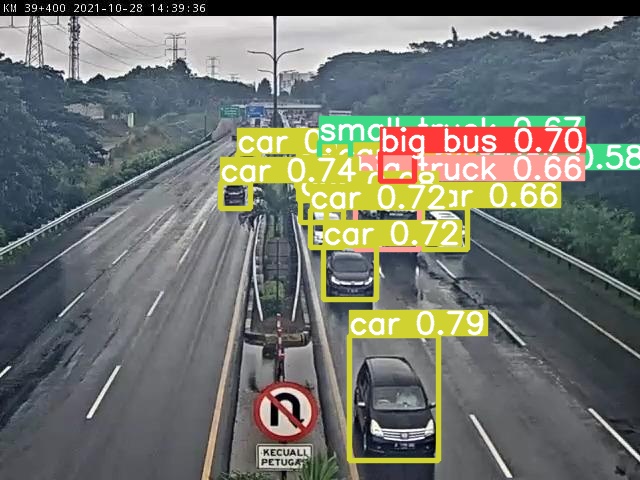 KM 39+400 2021-10-28 14:39:36
small truck 0.67
big bus 0.70
car 0.
0.58
car 0.74
truck 0.66
car 0.72
ar 0.66
car 0.72
car 0.79
KECUALI
PETUGAS